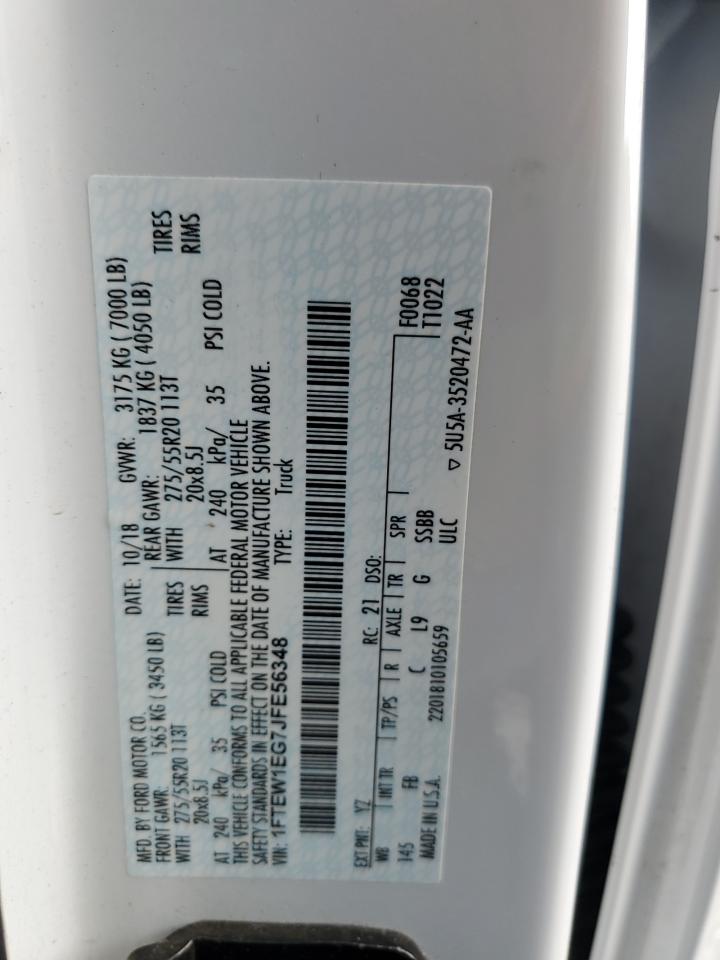 MFD. BY FORD MOTOR CO. DATE: 10/18 GVWR: 3175 KG ( 7000 LB)
FRONT GAWR: 1565 KG ( 3450 LB) REAR GAWR: 1837 KG ( 4050 LB)
WITH 275/55R20 113T TIRES WITH 275/55R20 113T TIRES
20x8.5J RIMS 20x8.5J RIMS
AT 240 kPa/ 35 PSI COLD AT 240 kPa/ 35 PSI COLD
THIS VEHICLE CONFORMS TO ALL APPLICABLE FEDERAL MOTOR VEHICLE
SAFETY STANDARDS IN EFFECT ON THE DATE OF MANUFACTURE SHOWN ABOVE.
VIN: 1FTEW1EG7JFE56348 TYPE: Truck
EXT PNT: YZ RC: 21 DSO:
WB INT TR TP/PS R AXLE TR SPR F0068
145 FB C L9 G SSBB T1022
MADE IN U.S.A. 2201810105659 ULC ▽ 5U5A-3520472-AA